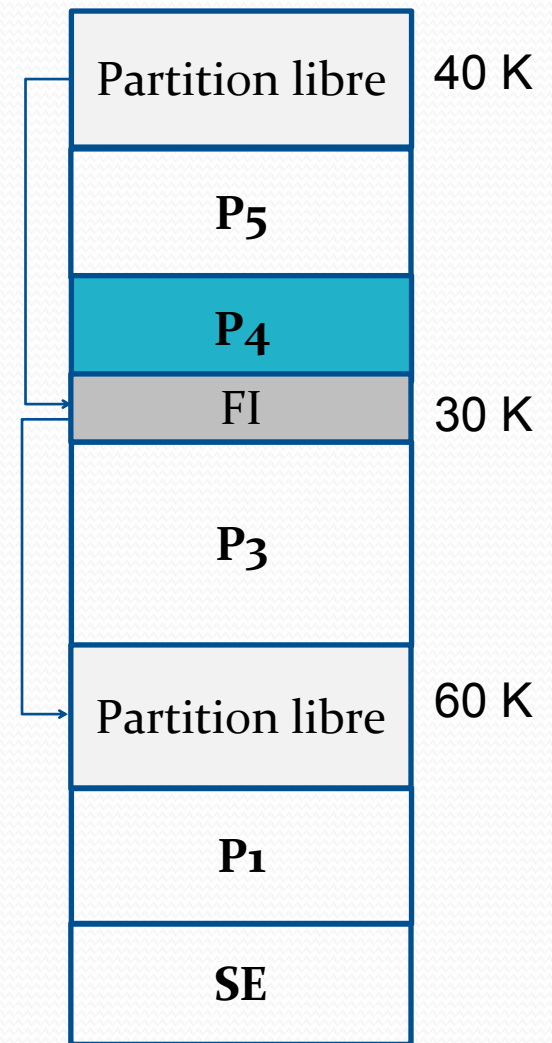 Partition libre 40 K
P5
P4
FI 30 K
P3
Partition libre 60 K
P1
SE